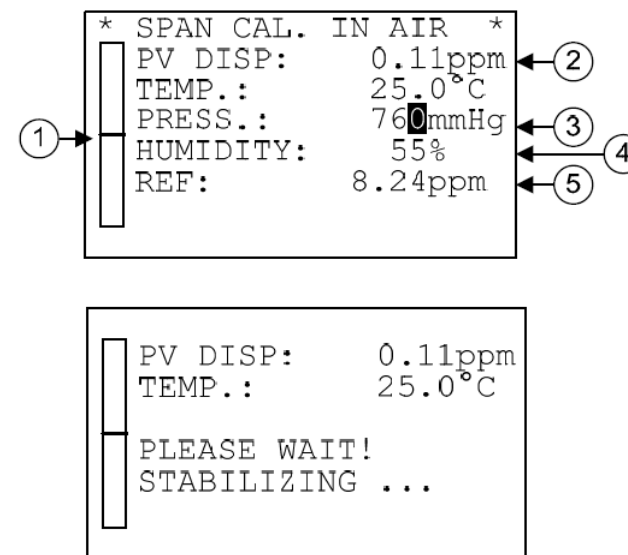 * SPAN CAL. IN AIR *
PV DISP: 0.11ppm
2
TEMP.: 25.0°C
1
PRESS.: 760mmHg
3
HUMIDITY: 55%
4
REF: 8.24ppm
5
PV DISP: 0.11ppm
TEMP.: 25.0°C
PLEASE WAIT!
STABILIZING ...